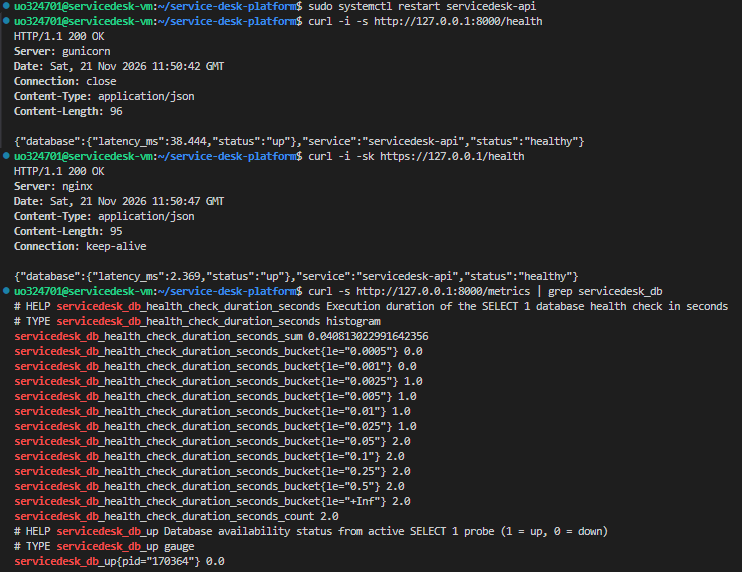 uo324701@servicedesk-vm:~/service-desk-platform$ sudo systemctl restart servicedesk-api
uo324701@servicedesk-vm:~/service-desk-platform$ curl -i -s http://127.0.0.1:8000/health
HTTP/1.1 200 OK
Server: gunicorn
Date: Sat, 21 Nov 2026 11:50:42 GMT
Connection: close
Content-Type: application/json
Content-Length: 96

{"database":{"latency_ms":38.444,"status":"up"},"service":"servicedesk-api","status":"healthy"}
uo324701@servicedesk-vm:~/service-desk-platform$ curl -i -sk https://127.0.0.1/health
HTTP/1.1 200 OK
Server: nginx
Date: Sat, 21 Nov 2026 11:50:47 GMT
Content-Type: application/json
Content-Length: 95
Connection: keep-alive

{"database":{"latency_ms":2.369,"status":"up"},"service":"servicedesk-api","status":"healthy"}
uo324701@servicedesk-vm:~/service-desk-platform$ curl -s http://127.0.0.1:8000/metrics | grep servicedesk_db
# HELP servicedesk_db_health_check_duration_seconds Execution duration of the SELECT 1 database health check in seconds
# TYPE servicedesk_db_health_check_duration_seconds histogram
servicedesk_db_health_check_duration_seconds_sum 0.040813022991642356
servicedesk_db_health_check_duration_seconds_bucket{le="0.0005"} 0.0
servicedesk_db_health_check_duration_seconds_bucket{le="0.001"} 0.0
servicedesk_db_health_check_duration_seconds_bucket{le="0.0025"} 1.0
servicedesk_db_health_check_duration_seconds_bucket{le="0.005"} 1.0
servicedesk_db_health_check_duration_seconds_bucket{le="0.01"} 1.0
servicedesk_db_health_check_duration_seconds_bucket{le="0.025"} 1.0
servicedesk_db_health_check_duration_seconds_bucket{le="0.05"} 2.0
servicedesk_db_health_check_duration_seconds_bucket{le="0.1"} 2.0
servicedesk_db_health_check_duration_seconds_bucket{le="0.25"} 2.0
servicedesk_db_health_check_duration_seconds_bucket{le="0.5"} 2.0
servicedesk_db_health_check_duration_seconds_bucket{le="+Inf"} 2.0
servicedesk_db_health_check_duration_seconds_count 2.0
# HELP servicedesk_db_up Database availability status from active SELECT 1 probe (1 = up, 0 = down)
# TYPE servicedesk_db_up gauge
servicedesk_db_up{pid="170364"} 0.0